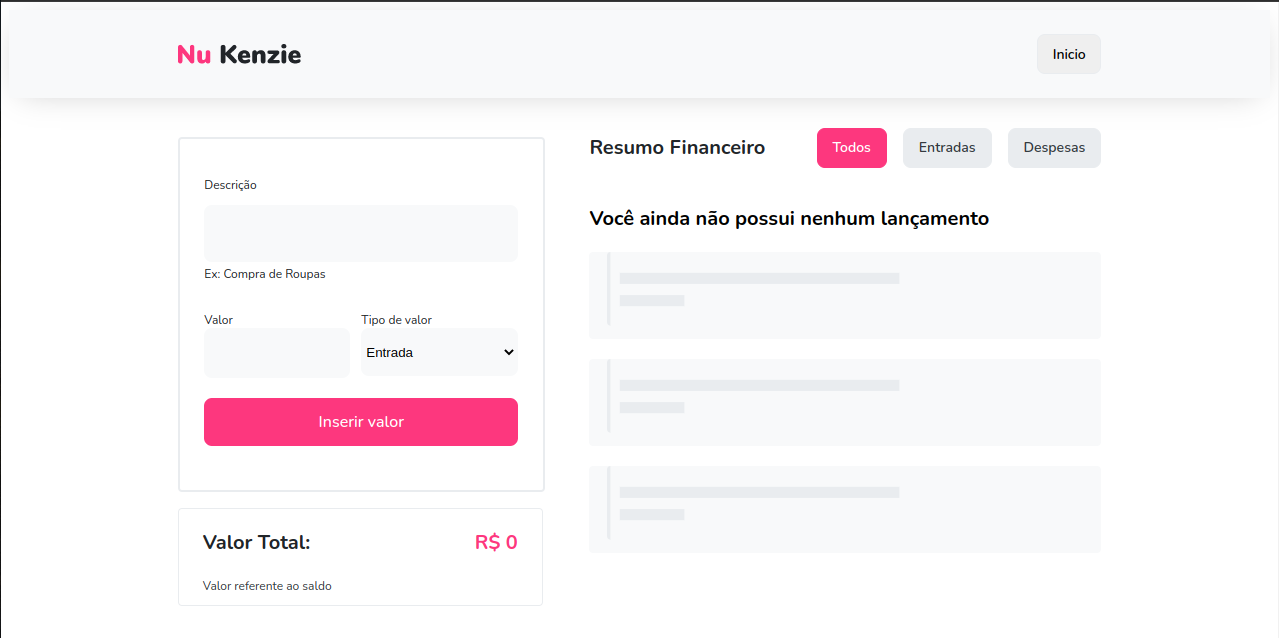 Nu Kenzie
Inicio
Descrição
Ex: Compra de Roupas
Valor
Tipo de valor
Entrada
Inserir valor
Valor Total:
R$ 0
Valor referente ao saldo
Resumo Financeiro
Todos
Entradas
Despesas
Você ainda não possui nenhum lançamento